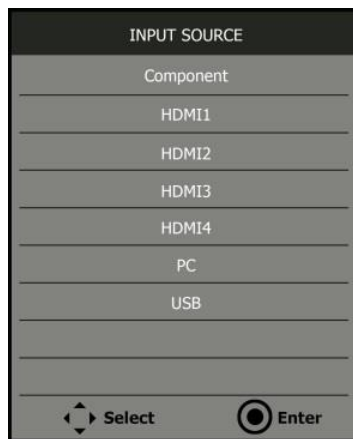 INPUT SOURCE
Component
HDMI1
HDMI2
HDMI3
HDMI4
PC
USB
Select Enter